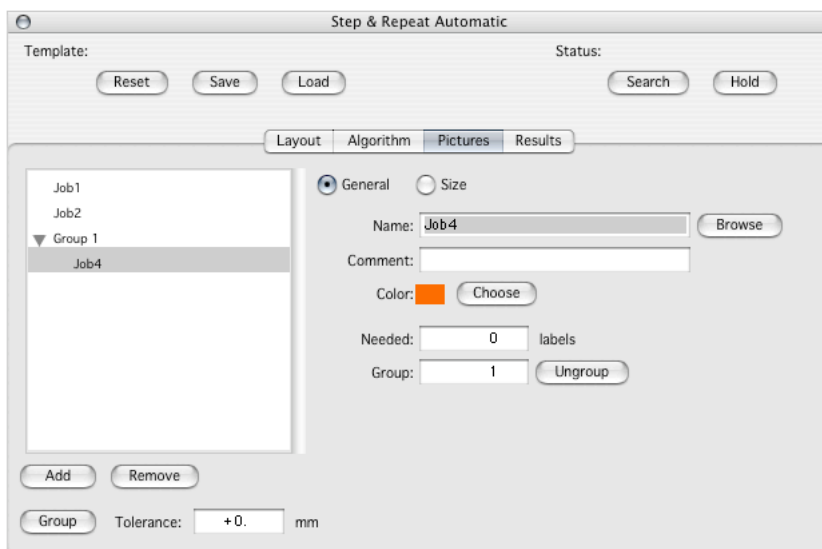 Step & Repeat Automatic
Template:
Status:
Reset Save Load Search Hold
Layout Algorithm Pictures Results
Job1
Job2
Group 1
Job4
General Size
Name: Job4 Browse
Comment:
Color: Choose
Needed: 0 labels
Group: 1 Ungroup
Add Remove
Group Tolerance: +0. mm